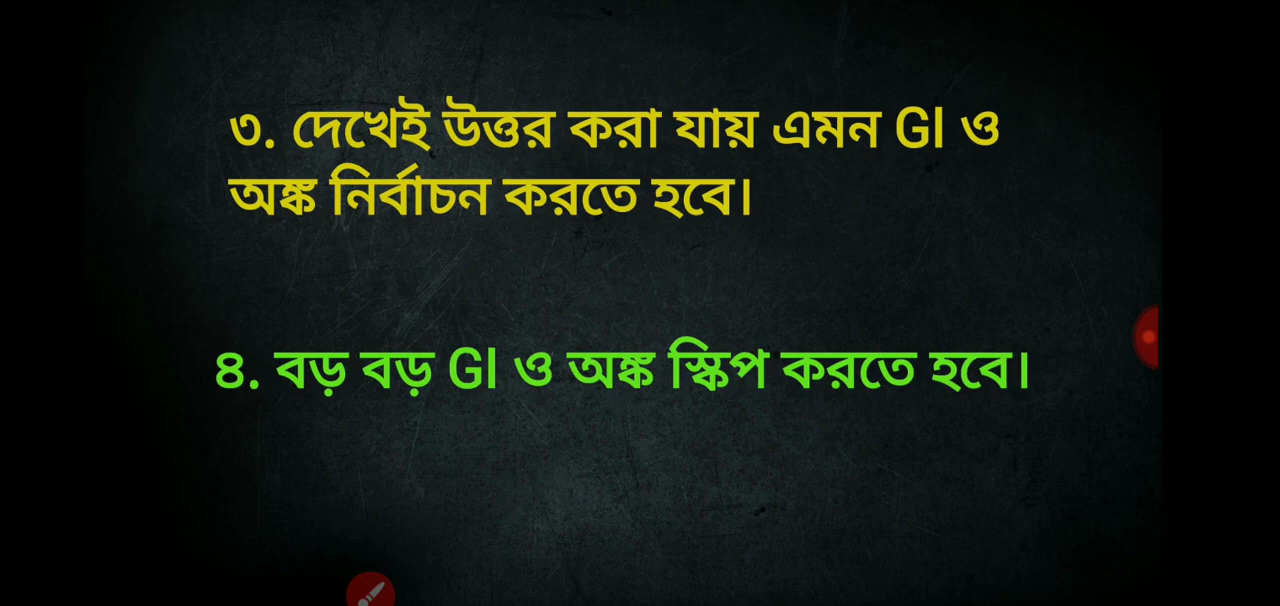 ৩. দেখেই উত্তর করা যায় এমন GI ও
অঙ্ক নির্বাচন করতে হবে।
৪. বড় বড় GI ও অঙ্ক স্কিপ করতে হবে।